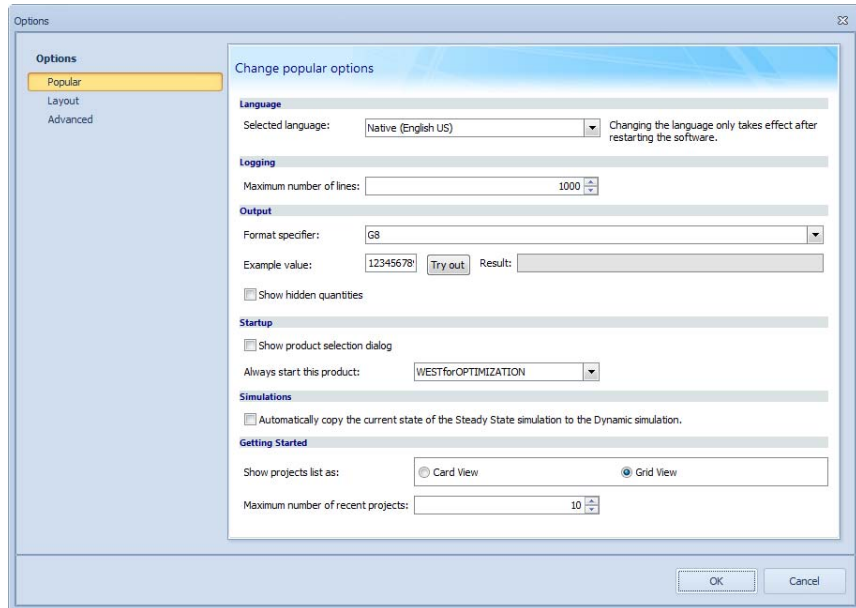 Options
Options
Popular
Layout
Advanced
Change popular options
Language
Selected language: Native (English US) Changing the language only takes effect after
restarting the software.
Logging
Maximum number of lines: 1000
Output
Format specifier: G8
Example value: 12345678 Try out Result:
Show hidden quantities
Startup
Show product selection dialog
Always start this product: WESTforOPTIMIZATION
Simulations
Automatically copy the current state of the Steady State simulation to the Dynamic simulation.
Getting Started
Show projects list as: Card View Grid View
Maximum number of recent projects: 10
OK Cancel